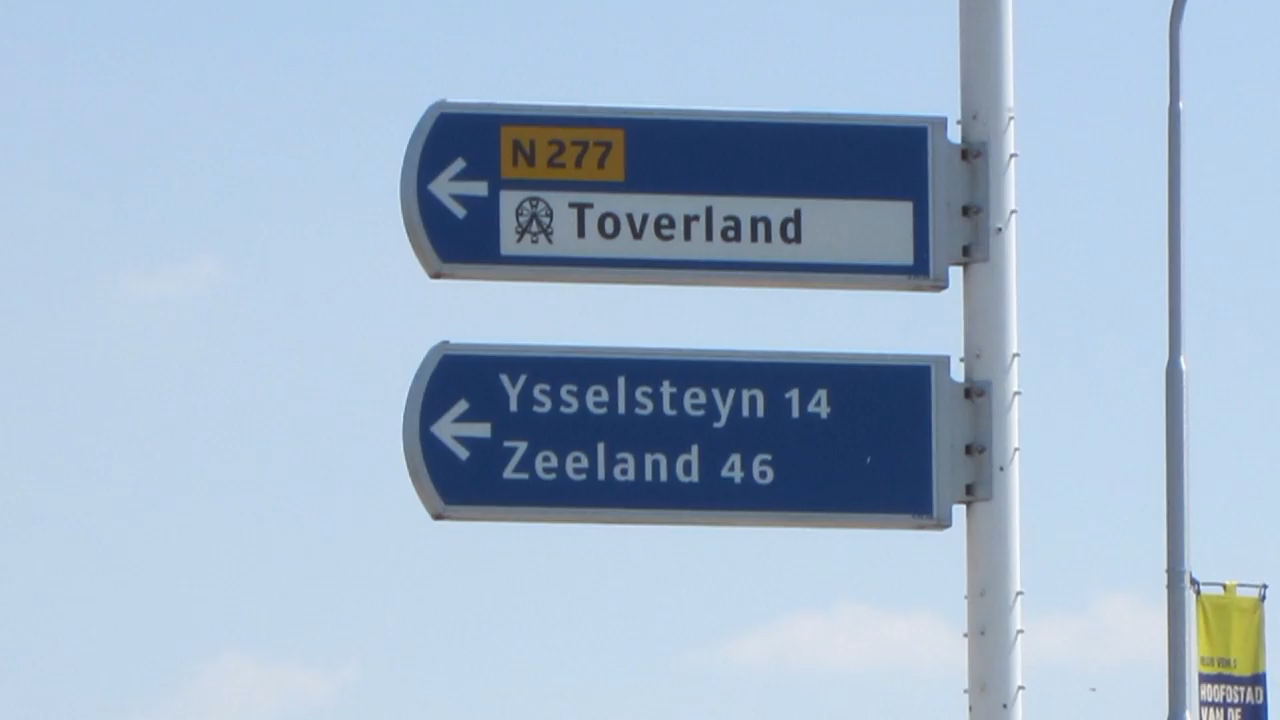 N 277
Toverland
Ysselsteyn 14
Zeeland 46
HOOFDSTAD
VAN DE